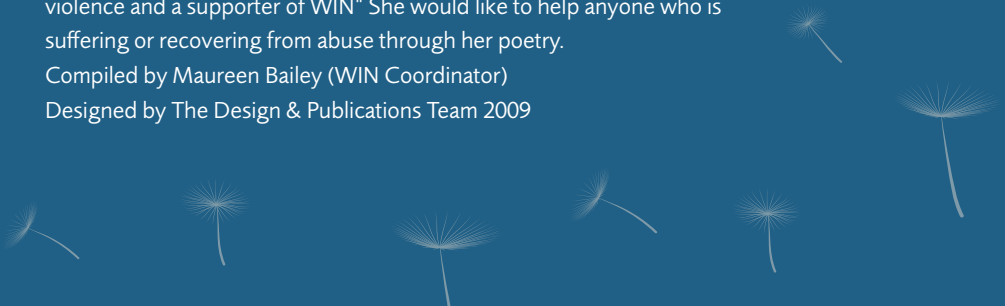 violence and a supporter of WIN" She would like to help anyone who is
suffering or recovering from abuse through her poetry.
Compiled by Maureen Bailey (WIN Coordinator)
Designed by The Design & Publications Team 2009